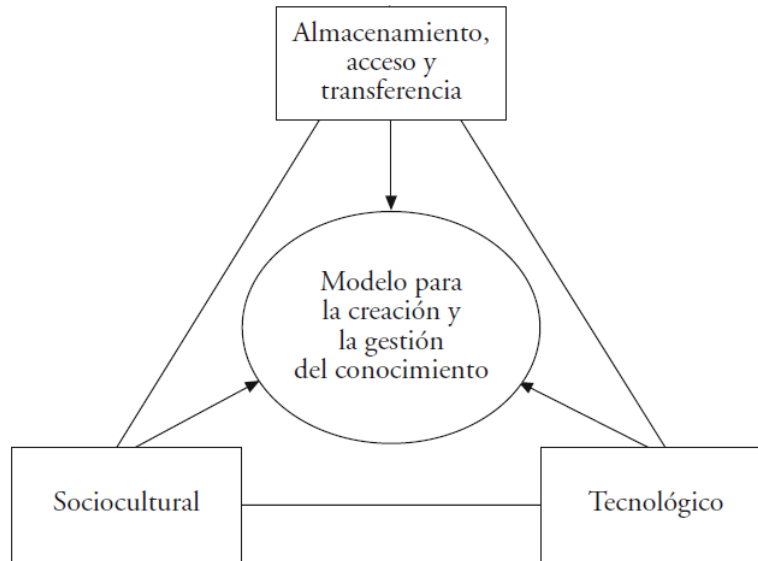 Almacenamiento,
acceso y
transferencia
Modelo para
la creación y
la gestión
del conocimiento
Sociocultural
Tecnológico